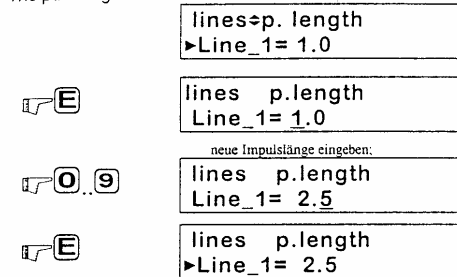 lines÷p. length
►Line_1= 1.0
E
lines p.length
Line_1= 1.0
neue Impulslänge eingeben:
0..9
lines p.length
Line_1= 2.5
E
lines p.length
►Line_1= 2.5